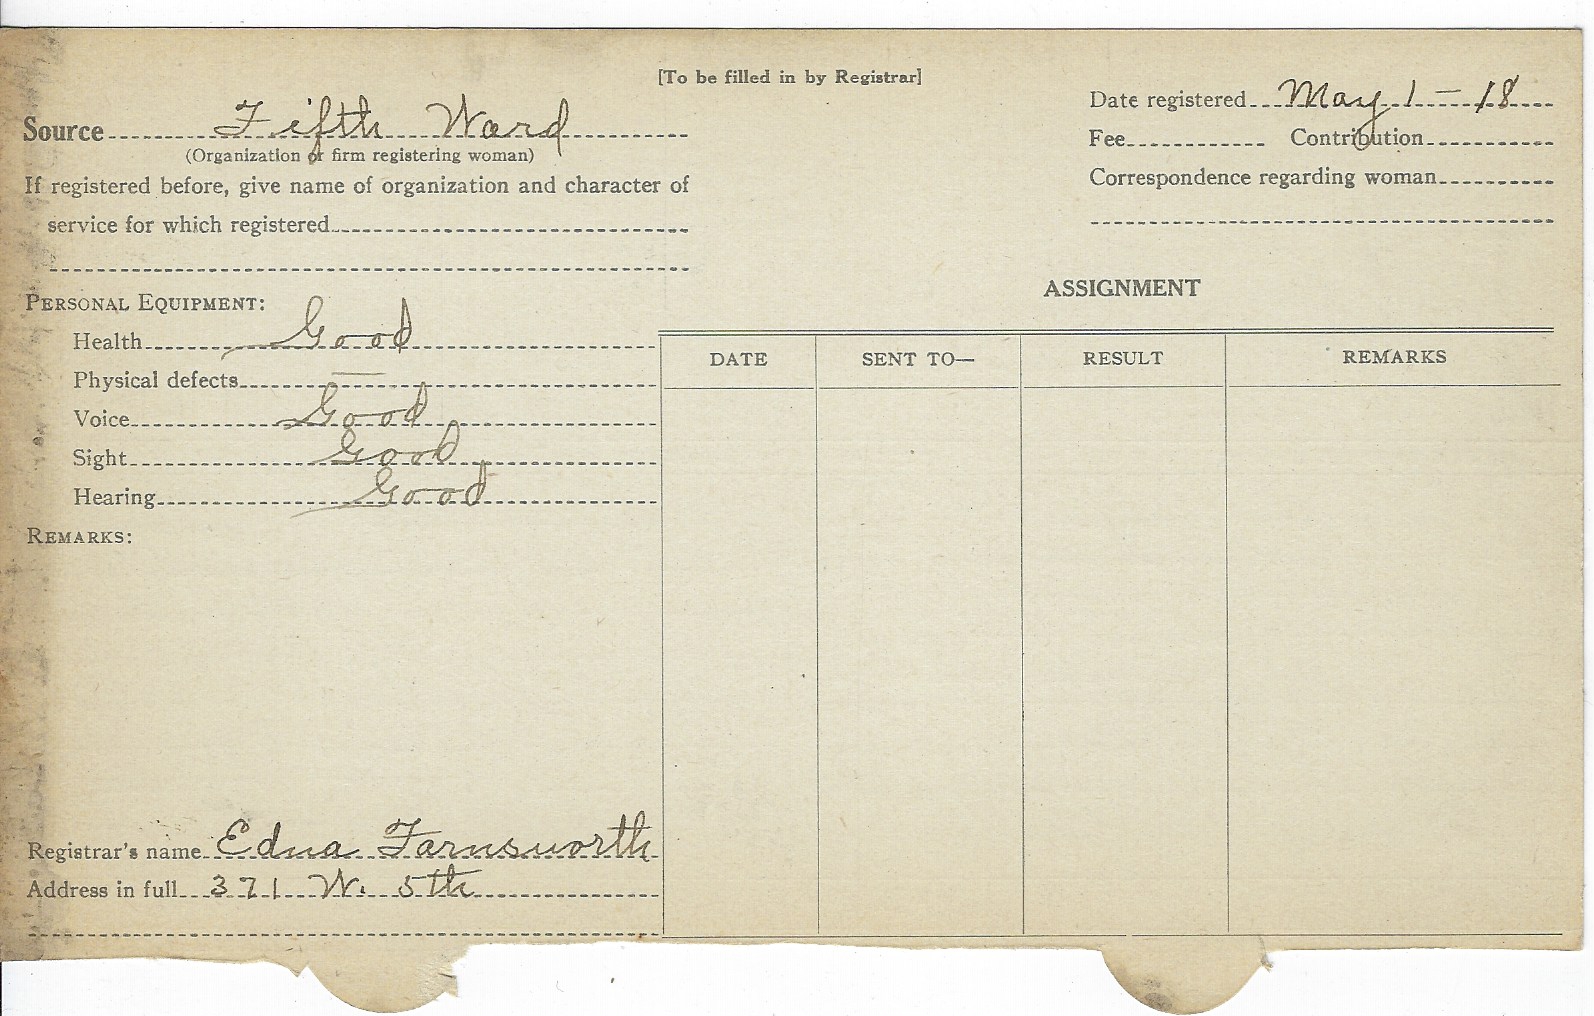 [To be filled in by Registrar]
Source Fifth Ward
(Organization or firm registering woman)
If registered before, give name of organization and character of
service for which registered
Date registered May 1 - 18
Fee Contribution
Correspondence regarding woman
PERSONAL EQUIPMENT:
Health Good
Physical defects —
Voice Good
Sight Good
Hearing Good
REMARKS:
Registrar's name Edna Farnsworth
Address in full 371 W. 5th
ASSIGNMENT
DATE SENT TO— RESULT REMARKS